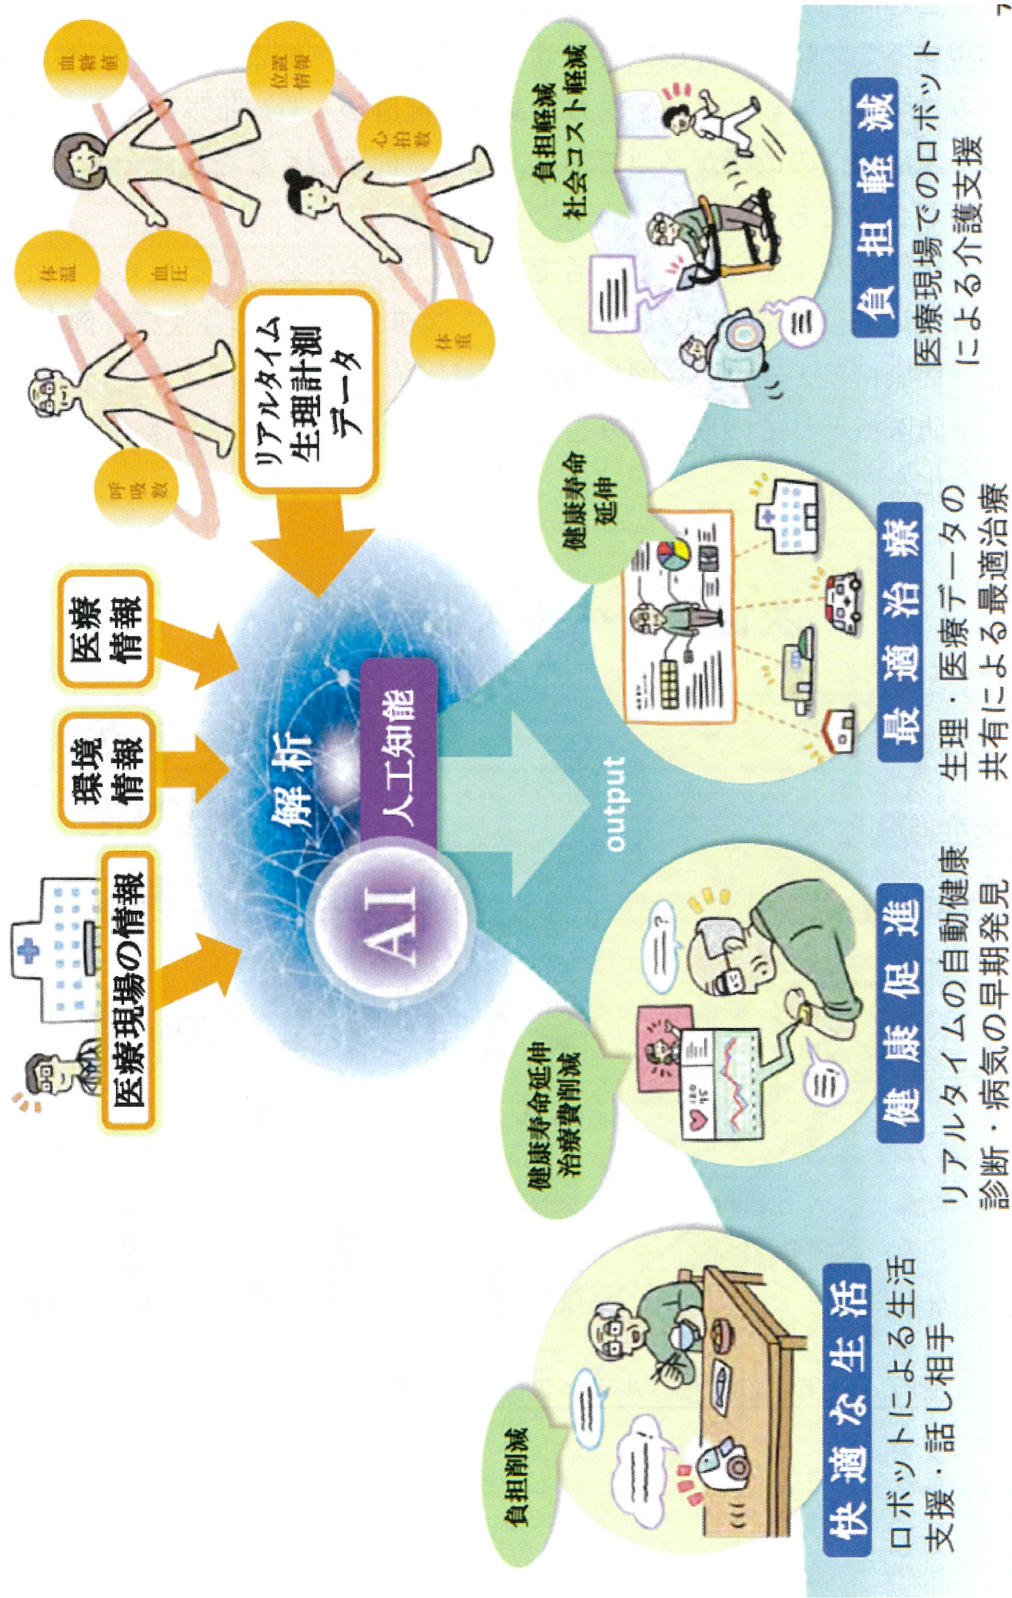 医療現場の情報
環境
情報
医療
情報
リアルタイム
生理計測
データ
呼吸数
体温
血圧
血糖値
位置情報
心拍数
体重
解析
AI
人工知能
output
負担削減
快適な生活
ロボットによる生活
支援・話し相手
健康寿命延伸
治療費削減
健康促進
リアルタイムの自動健康
診断・病気の早期発見
健康寿命
延伸
最適治療
生理・医療データの
共有による最適治療
負担軽減
社会コスト軽減
負担軽減
医療現場でのロボット
による介護支援